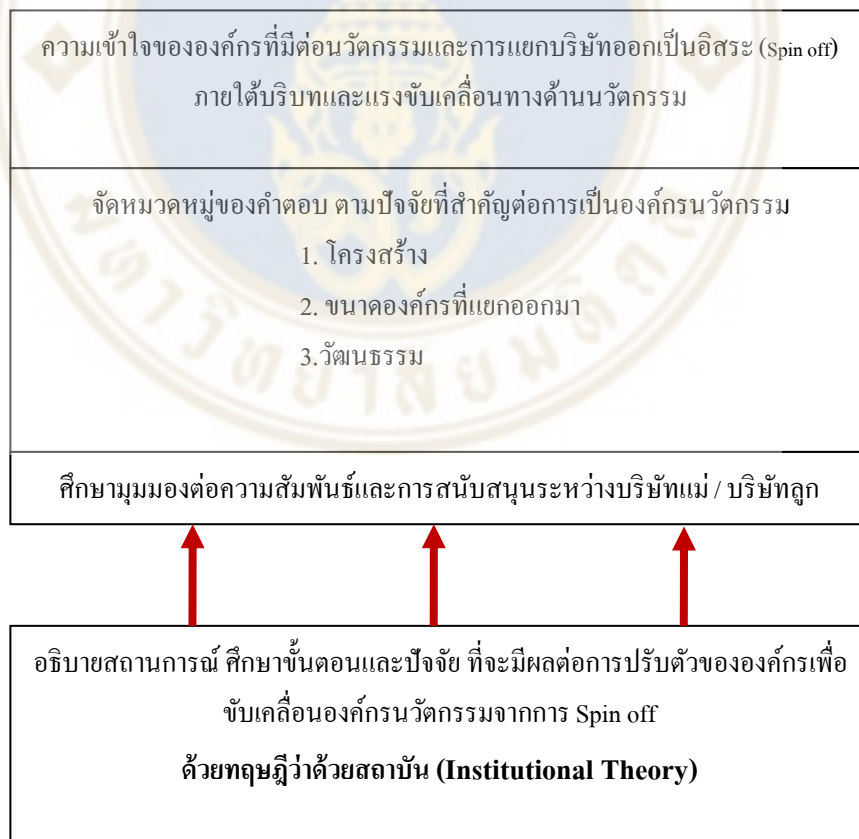 ความเข้าใจขององค์กรที่มีต่อนวัตกรรมและการแยกบริษัทออกเป็นอิสระ (Spin off)
ภายใต้บริบทและแรงขับเคลื่อนทางด้านนวัตกรรม
จัดหมวดหมู่ของคำตอบ ตามปัจจัยที่สำคัญต่อการเป็นองค์กรนวัตกรรม
1. โครงสร้าง
2. ขนาดองค์กรที่แยกออกมา
3.วัฒนธรรม
มหาวิทยาลัยมหิดล
ศึกษามุมมองต่อความสัมพันธ์และการสนับสนุนระหว่างบริษัทแม่ / บริษัทลูก
อธิบายสถานการณ์ ศึกษาขั้นตอนและปัจจัย ที่จะมีผลต่อการปรับตัวขององค์กรเพื่อ
ขับเคลื่อนองค์กรนวัตกรรมจากการ Spin off
ด้วยทฤษฎีว่าด้วยสถาบัน (Institutional Theory)